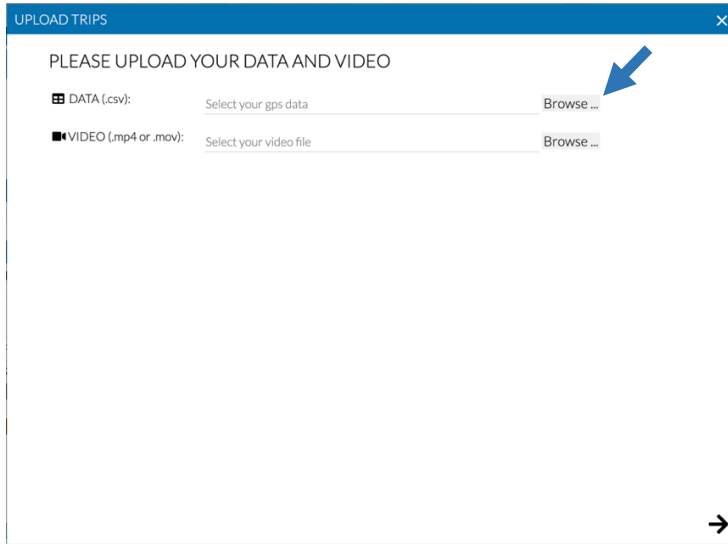 UPLOAD TRIPS
PLEASE UPLOAD YOUR DATA AND VIDEO
DATA (.csv): Select your gps data Browse ...
VIDEO (.mp4 or .mov): Select your video file Browse ...